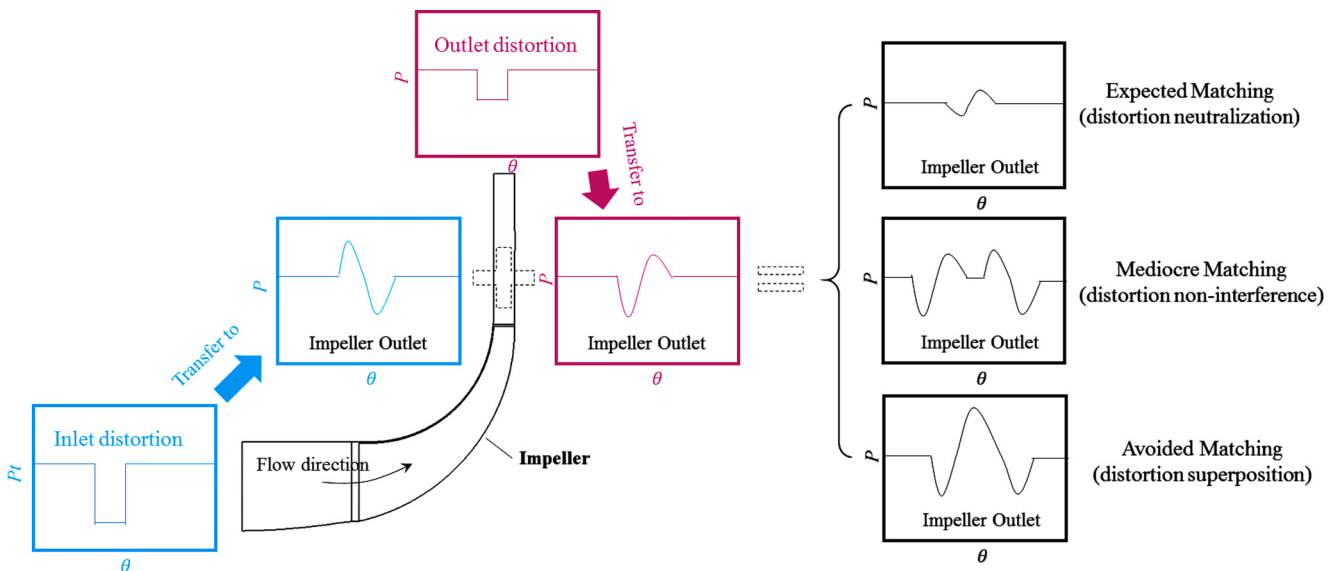 Outlet distortion
P
θ
Transfer to
P
Impeller Outlet
θ
Transfer to
P
Impeller Outlet
θ
Inlet distortion
Pt
θ
Flow direction
Impeller
P
Impeller Outlet
θ
Expected Matching
(distortion neutralization)
P
Impeller Outlet
θ
Mediocre Matching
(distortion non-interference)
P
Impeller Outlet
θ
Avoided Matching
(distortion superposition)